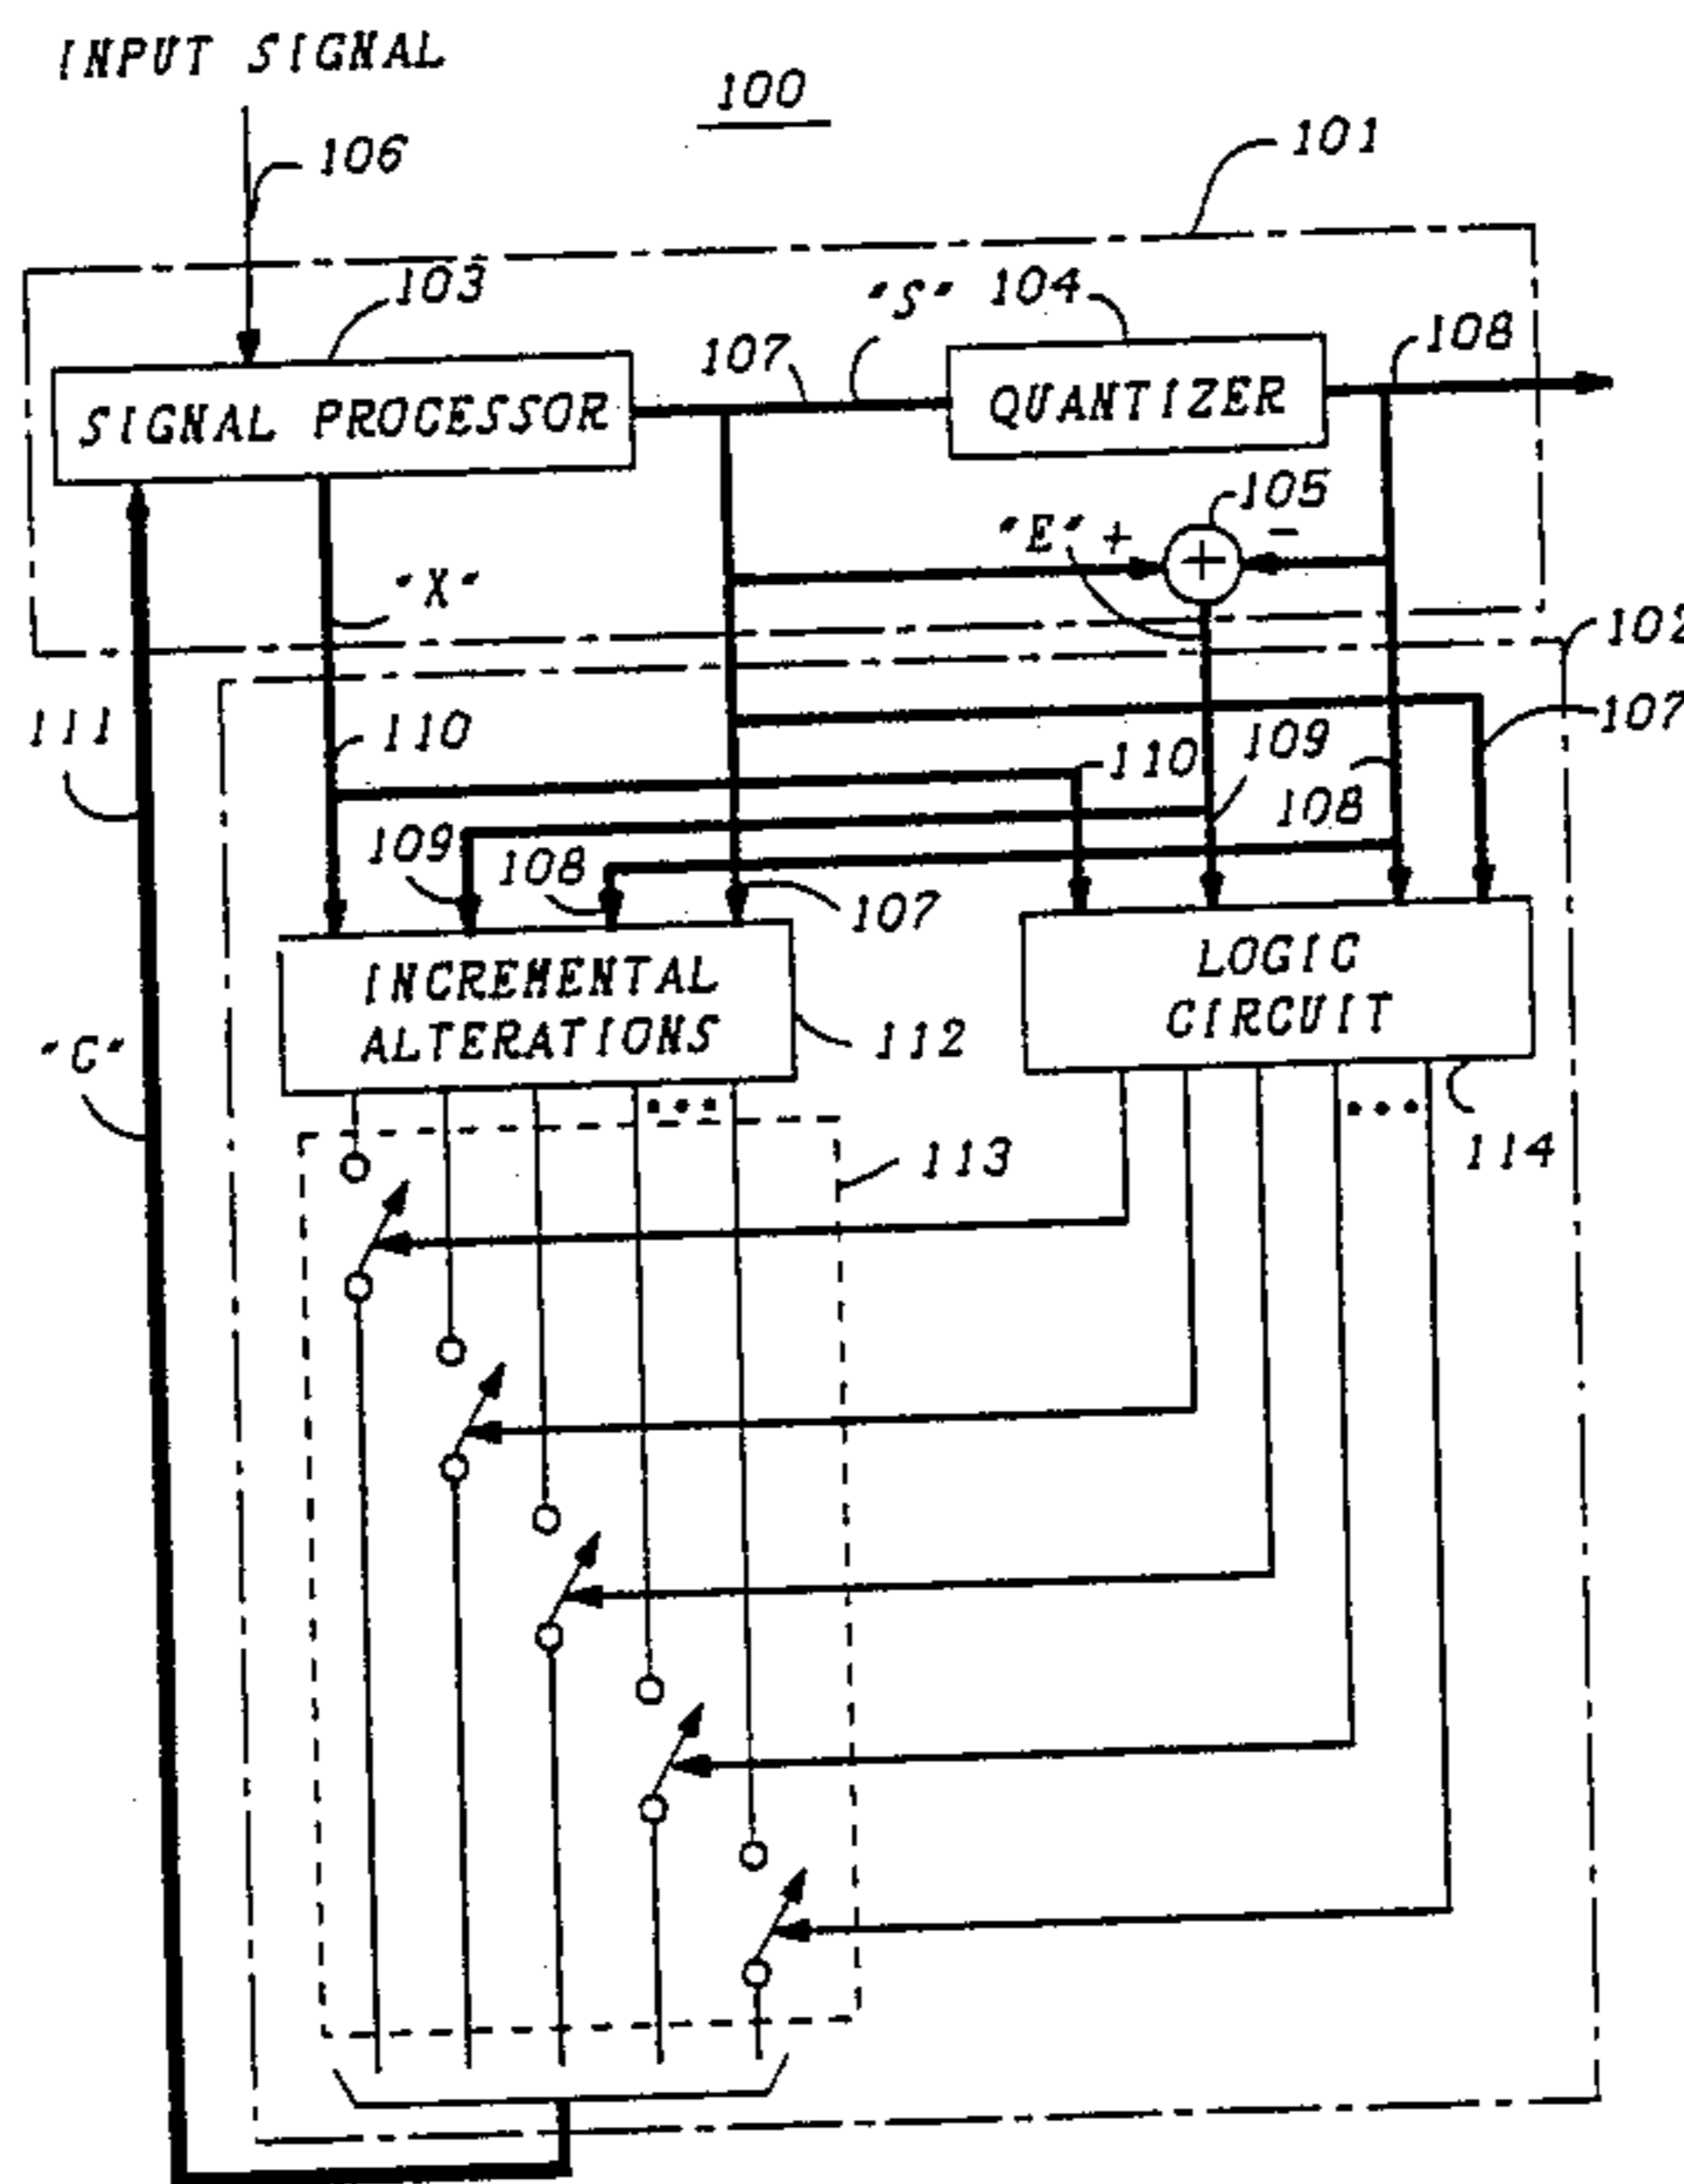 INPUT SIGNAL
100
106
101
103
"S"
104
107
108
SIGNAL PROCESSOR
QUANTIZER
105
"E"
+
-
+
"X"
102
111
110
110
109
107
109
108
108
107
INCREMENTAL
ALTERATIONS
LOGIC
CIRCUIT
112
"C"
...
...
113
114